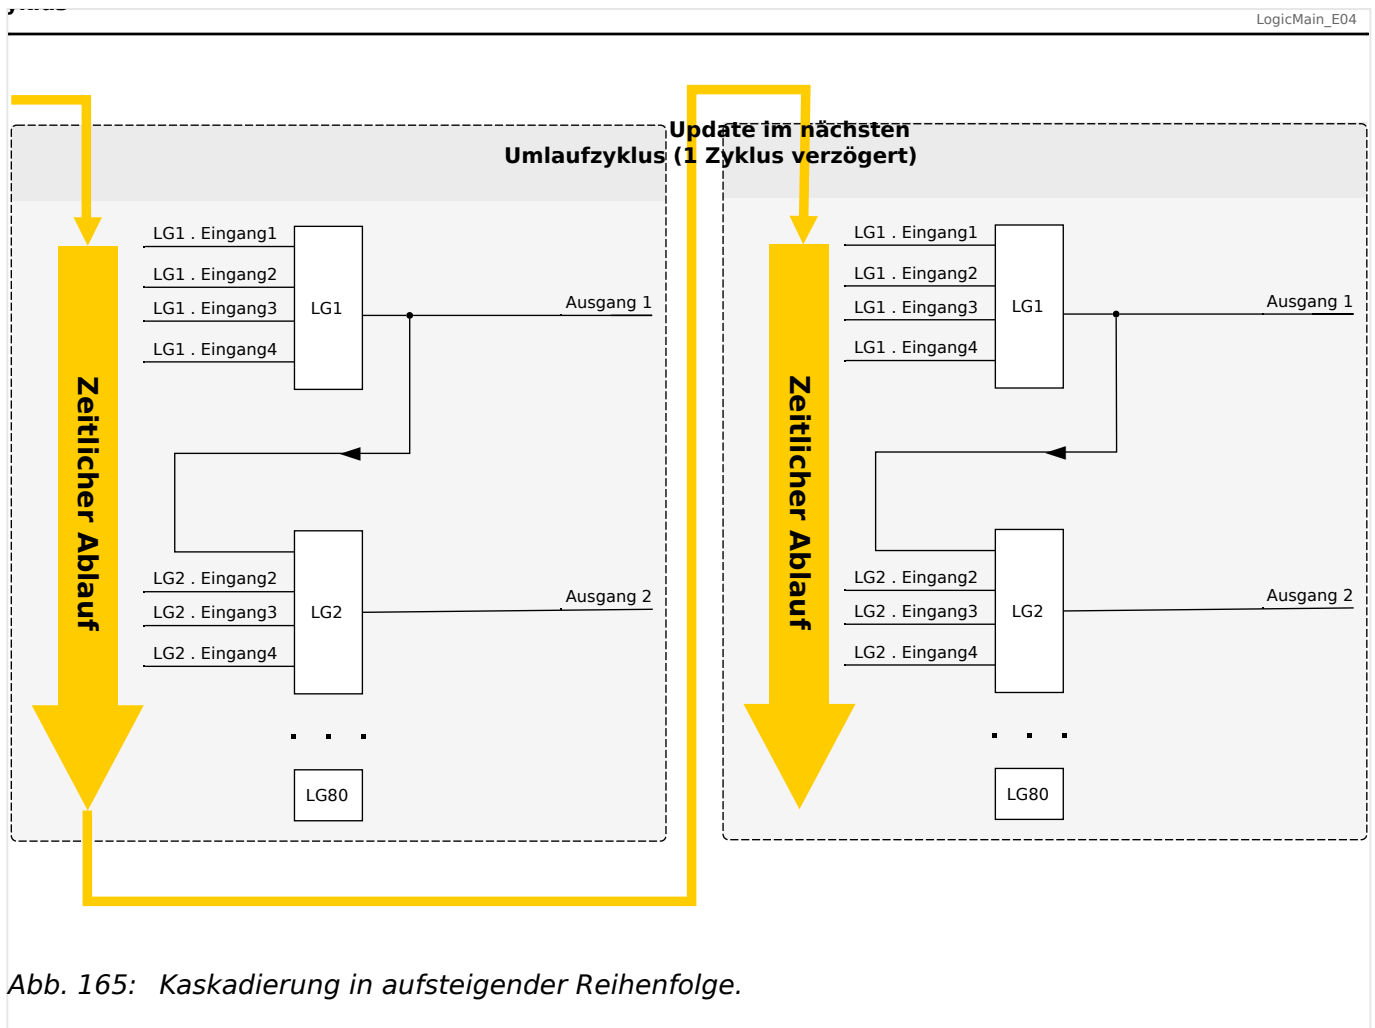 LogicMain_E04
Update im nächsten
Umlaufzyklus (1 Zyklus verzögert)
LG1 . Eingang1
LG1 . Eingang2
LG1 . Eingang3
LG1 . Eingang4
LG1
Ausgang 1
Zeitlicher Ablauf
LG2 . Eingang2
LG2 . Eingang3
LG2 . Eingang4
LG2
Ausgang 2
. . .
LG80
LG1 . Eingang1
LG1 . Eingang2
LG1 . Eingang3
LG1 . Eingang4
LG1
Ausgang 1
Zeitlicher Ablauf
LG2 . Eingang2
LG2 . Eingang3
LG2 . Eingang4
LG2
Ausgang 2
. . .
LG80
Abb. 165: Kaskadierung in aufsteigender Reihenfolge.